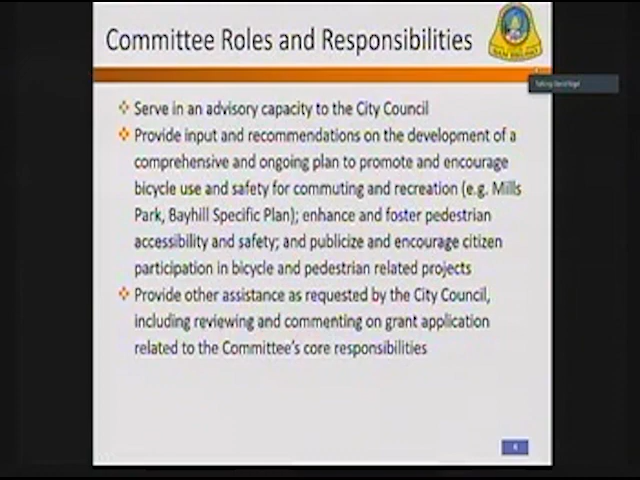 Committee Roles and Responsibilities
SAN BRUNO
Serve in an advisory capacity to the City Council
Provide input and recommendations on the development of a
comprehensive and ongoing plan to promote and encourage
bicycle use and safety for commuting and recreation (e.g. Mills
Park, Bayhill Specific Plan); enhance and foster pedestrian
accessibility and safety; and publicize and encourage citizen
participation in bicycle and pedestrian related projects
Provide other assistance as requested by the City Council,
including reviewing and commenting on grant application
related to the Committee's core responsibilities